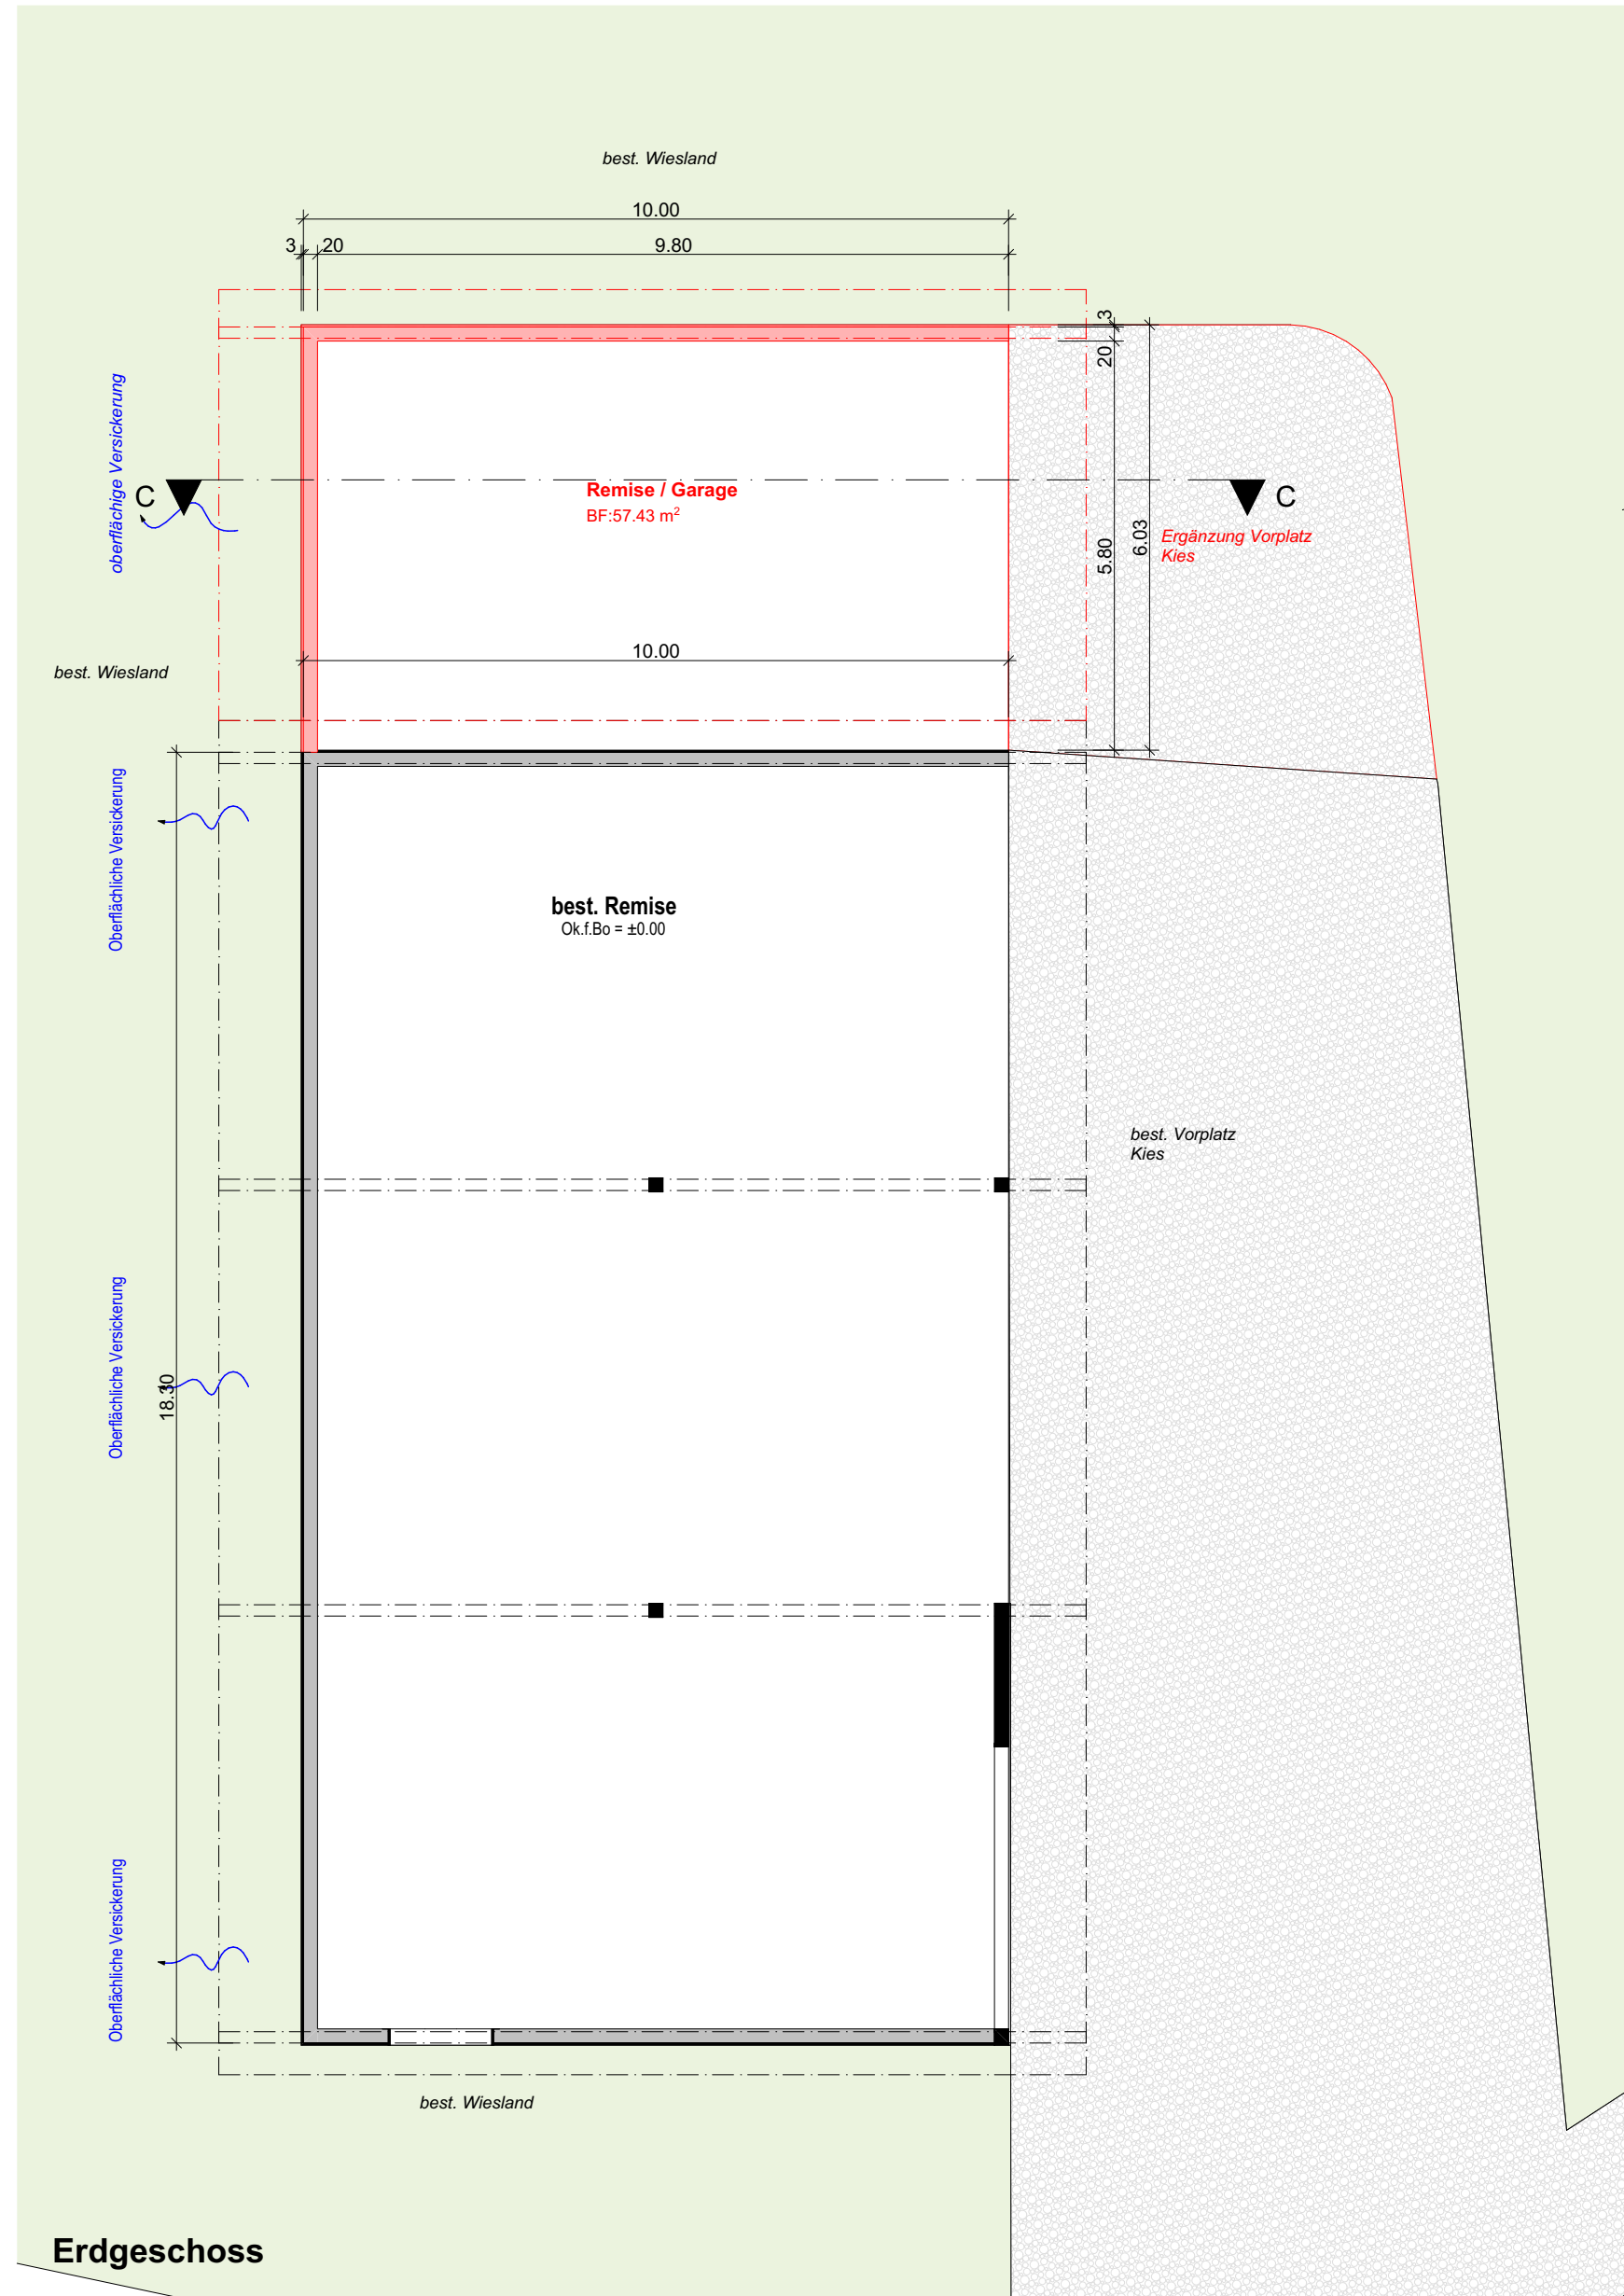 best. Wiesland
10.00
3
20
9.80
3
20
oberflächige Versickerung
C
Remise / Garage
BF:57.43 m²
C
6.03
5.80
Ergänzung Vorplatz
Kies
10.00
best. Wiesland
Oberflächliche Versickerung
best. Remise
Ok.f.Bo = ±0.00
best. Vorplatz
Kies
Oberflächliche Versickerung
18.30
Oberflächliche Versickerung
best. Wiesland
Erdgeschoss